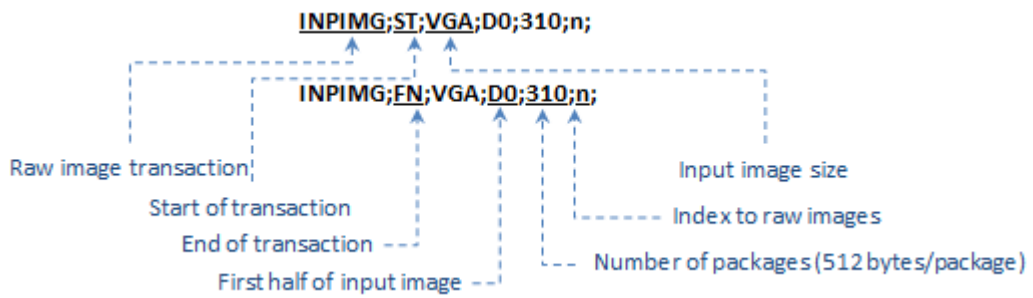 INPIMG;ST;VGA;D0;310;n;
INPIMG;FN;VGA;D0;310;n;
Raw image transaction
Input image size
Start of transaction
Index to raw images
End of transaction
Number of packages (512 bytes/package)
First half of input image